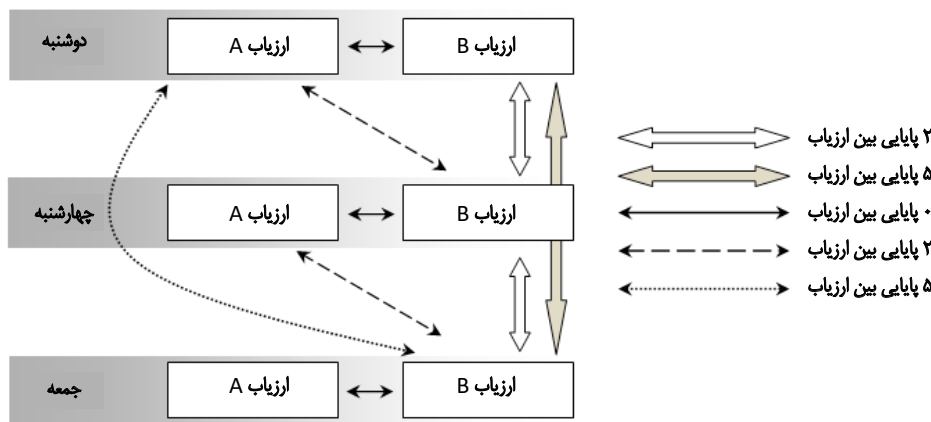 دوشنبه
ارزیاب A
ارزیاب B
چهارشنبه
ارزیاب A
ارزیاب B
جمعه
ارزیاب A
ارزیاب B
۲ پایایی بین ارزیاب
۵ پایایی بین ارزیاب
۰ پایایی بین ارزیاب
۲ پایایی بین ارزیاب
۵ پایایی بین ارزیاب